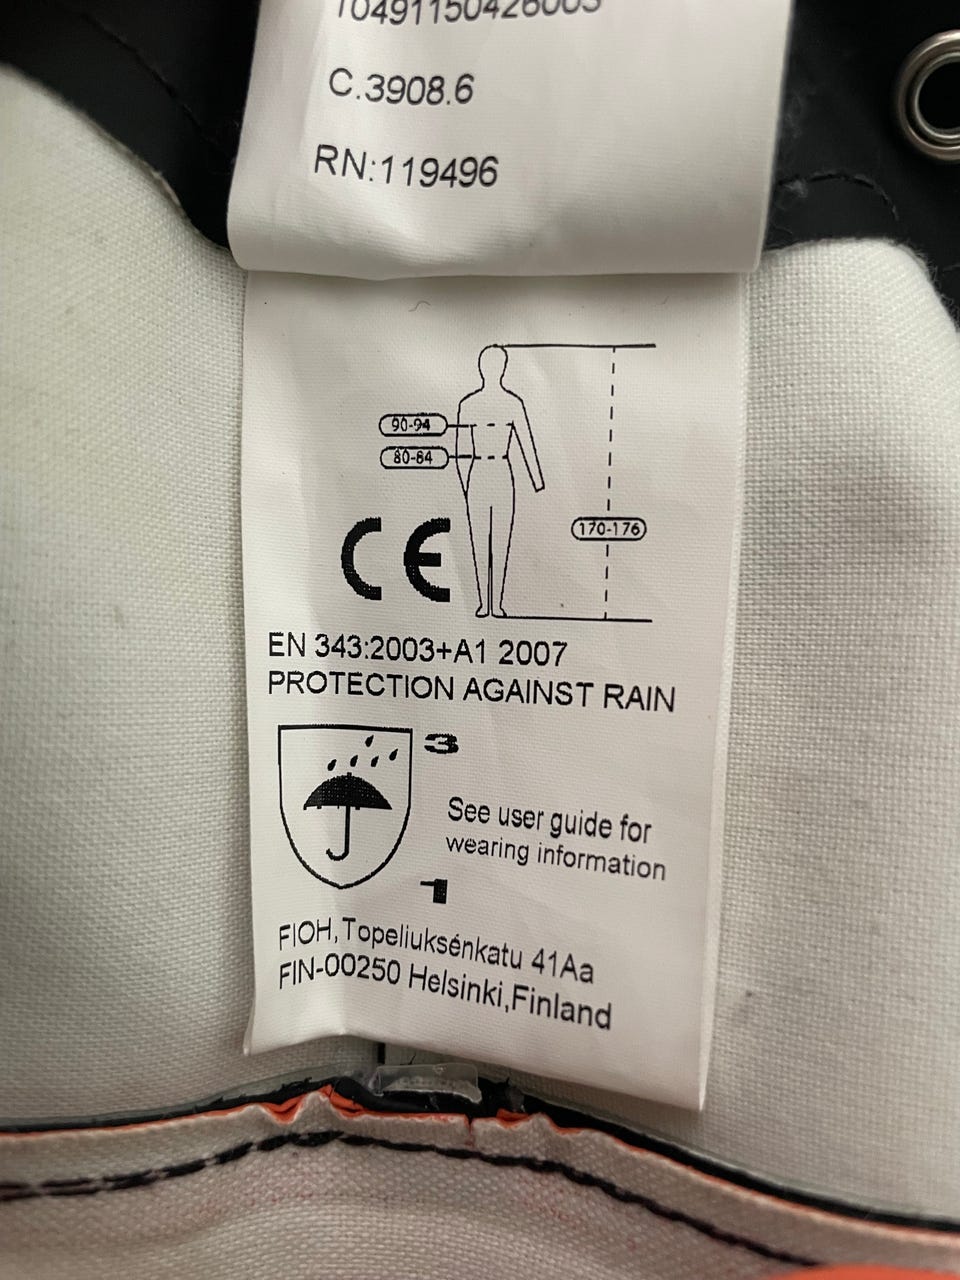 10491150426003
C.3908.6
RN:119496
90-94
80-84
170-176
CE
EN 343:2003+A1 2007
PROTECTION AGAINST RAIN
3
See user guide for
wearing information
1
FIOH,Topeliuksénkatu 41Aa
FIN-00250 Helsinki,Finland